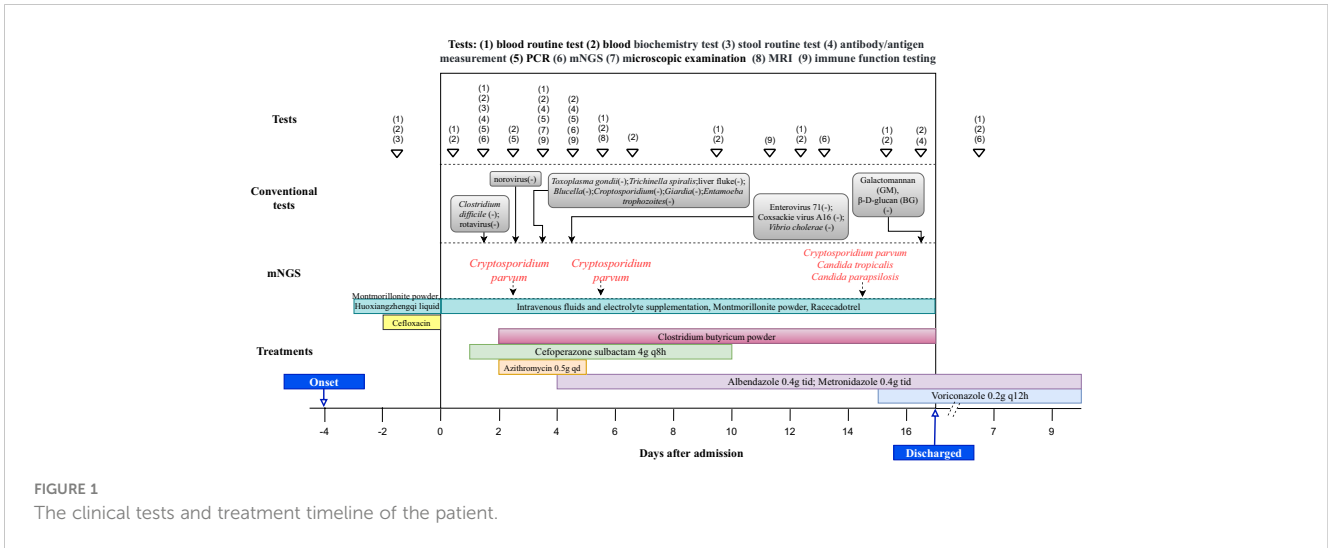 Tests: (1) blood routine test (2) blood biochemistry test (3) stool routine test (4) antibody/antigen
measurement (5) PCR (6) mNGS (7) microscopic examination (8) MRI (9) immune function testing
Tests
(1)
(2)
(3)
(1)
(2)
(1)
(2)
(3)
(4)
(5)
(6)
(2)
(5)
(1)
(2)
(4)
(5)
(7)
(9)
(2)
(4)
(5)
(6)
(9)
(1)
(2)
(8)
(2)
(1)
(2)
(9)
(1)
(2)
(6)
(1)
(2)
(2)
(4)
(1)
(2)
(6)
Conventional
tests
Clostridium
difficile (-);
rotavirus(-)
norovirus(-)
Toxoplasma gondii(-);Trichinella spiralis;liver fluke(-);
Blucella(-);Croptosporidium(-);Giardia(-);Entamoeba
trophozoites(-)
Enterovirus 71(-);
Coxsackie virus A16 (-);
Vibrio cholerae (-)
Galactomannan
(GM),
β-D-glucan (BG)
(-)
mNGS
Cryptosporidium
parvum
Cryptosporidium
parvum
Cryptosporidium parvum
Candida tropicalis
Candida parapsilosis
Treatments
Montmorillonite powder,
Huoxiangzhengqi liquid
Intravenous fluids and electrolyte supplementation, Montmorillonite powder, Racecadotrel
Cefloxacin
Clostridium butyricum powder
Cefoperazone sulbactam 4g q8h
Azithromycin 0.5g qd
Albendazole 0.4g tid; Metronidazole 0.4g tid
Voriconazole 0.2g q12h
Onset
-4 -2 0 2 4 6 8 10 12 14 16 7 9
Days after admission
Discharged
FIGURE 1
The clinical tests and treatment timeline of the patient.